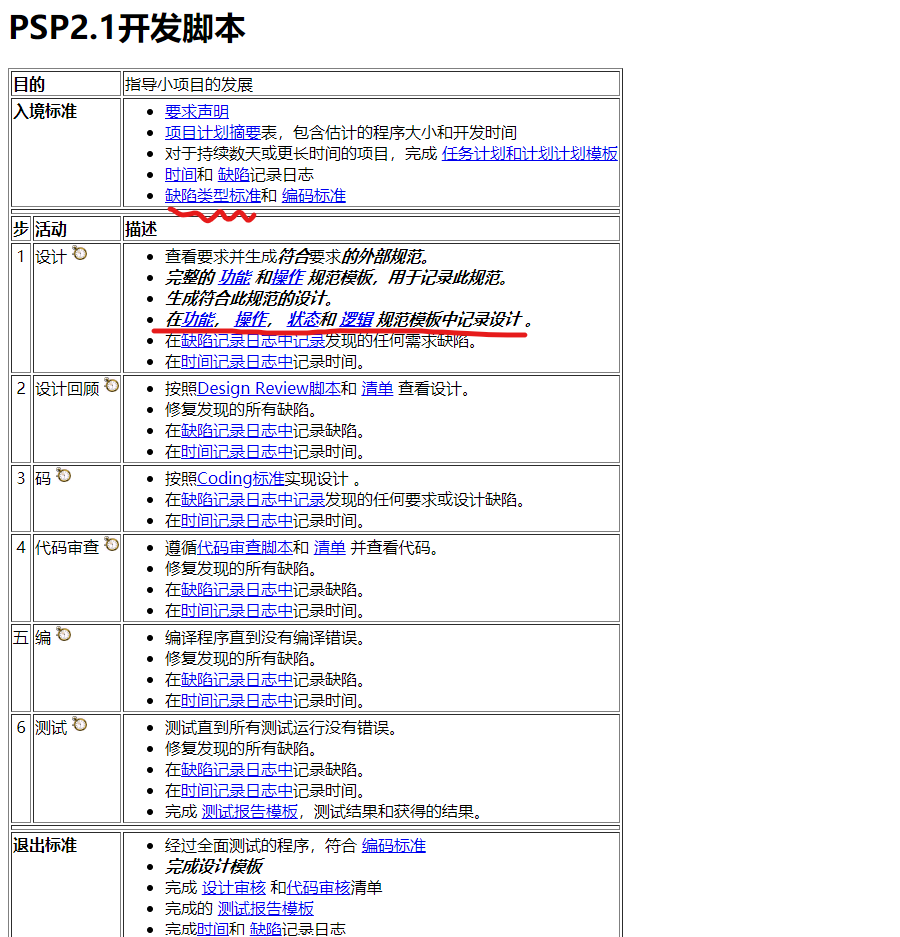 PSP2.1开发脚本
目的 指导小项目的发展
入境标准
要求声明
项目计划摘要表，包含估计的程序大小和开发时间
对于持续数天或更长时间的项目，完成 任务计划和计划计划模板
时间和 缺陷记录日志
缺陷类型标准和 编码标准
步 活动 描述
1 设计
查看要求并生成符合要求的外部规范。
完整的 功能 和操作 规范模板，用于记录此规范。
生成符合此规范的设计。
在功能， 操作， 状态和 逻辑 规范模板中记录设计 。
在缺陷记录日志中记录发现的任何需求缺陷。
在时间记录日志中记录时间。
2 设计回顾
按照Design Review脚本和 清单 查看设计。
修复发现的所有缺陷。
在缺陷记录日志中记录缺陷。
在时间记录日志中记录时间。
3 码
按照Coding标准实现设计 。
在缺陷记录日志中记录发现的任何要求或设计缺陷。
在时间记录日志中记录时间。
4 代码审查
遵循代码审查脚本和 清单 并查看代码。
修复发现的所有缺陷。
在缺陷记录日志中记录缺陷。
在时间记录日志中记录时间。
五 编
编译程序直到没有编译错误。
修复发现的所有缺陷。
在缺陷记录日志中记录缺陷。
在时间记录日志中记录时间。
6 测试
测试直到所有测试运行没有错误。
修复发现的所有缺陷。
在缺陷记录日志中记录缺陷。
在时间记录日志中记录时间。
完成 测试报告模板，测试结果和获得的结果。
退出标准
经过全面测试的程序，符合 编码标准
完成设计模板
完成 设计审核 和代码审核清单
完成的 测试报告模板
完成时间和 缺陷记录日志